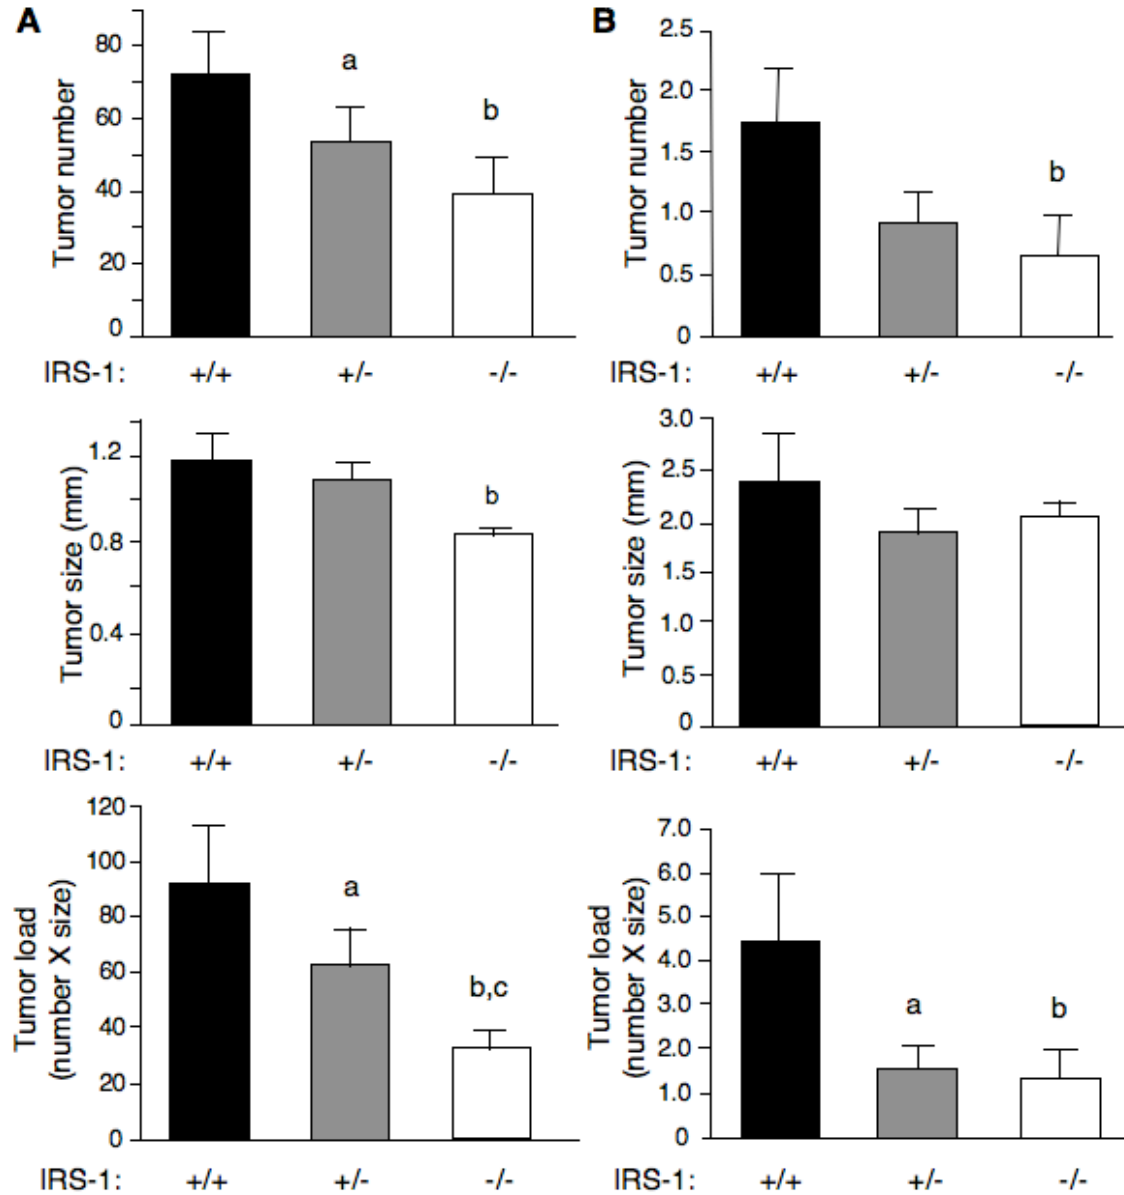 A
Tumor number
80
60
40
20
0
a
b
IRS-1: +/+ +/- -/-
B
Tumor number
2.5
2.0
1.5
1.0
0.5
0
b
IRS-1: +/+ +/- -/-
Tumor size (mm)
1.2
0.8
0.4
0
b
IRS-1: +/+ +/- -/-
Tumor size (mm)
3.0
2.5
2.0
1.5
1.0
0.5
0
IRS-1: +/+ +/- -/-
Tumor load
(number X size)
120
100
80
60
40
20
0
a
b,c
IRS-1: +/+ +/- -/-
Tumor load
(number X size)
7.0
6.0
5.0
4.0
3.0
2.0
1.0
0
a
b
IRS-1: +/+ +/- -/-